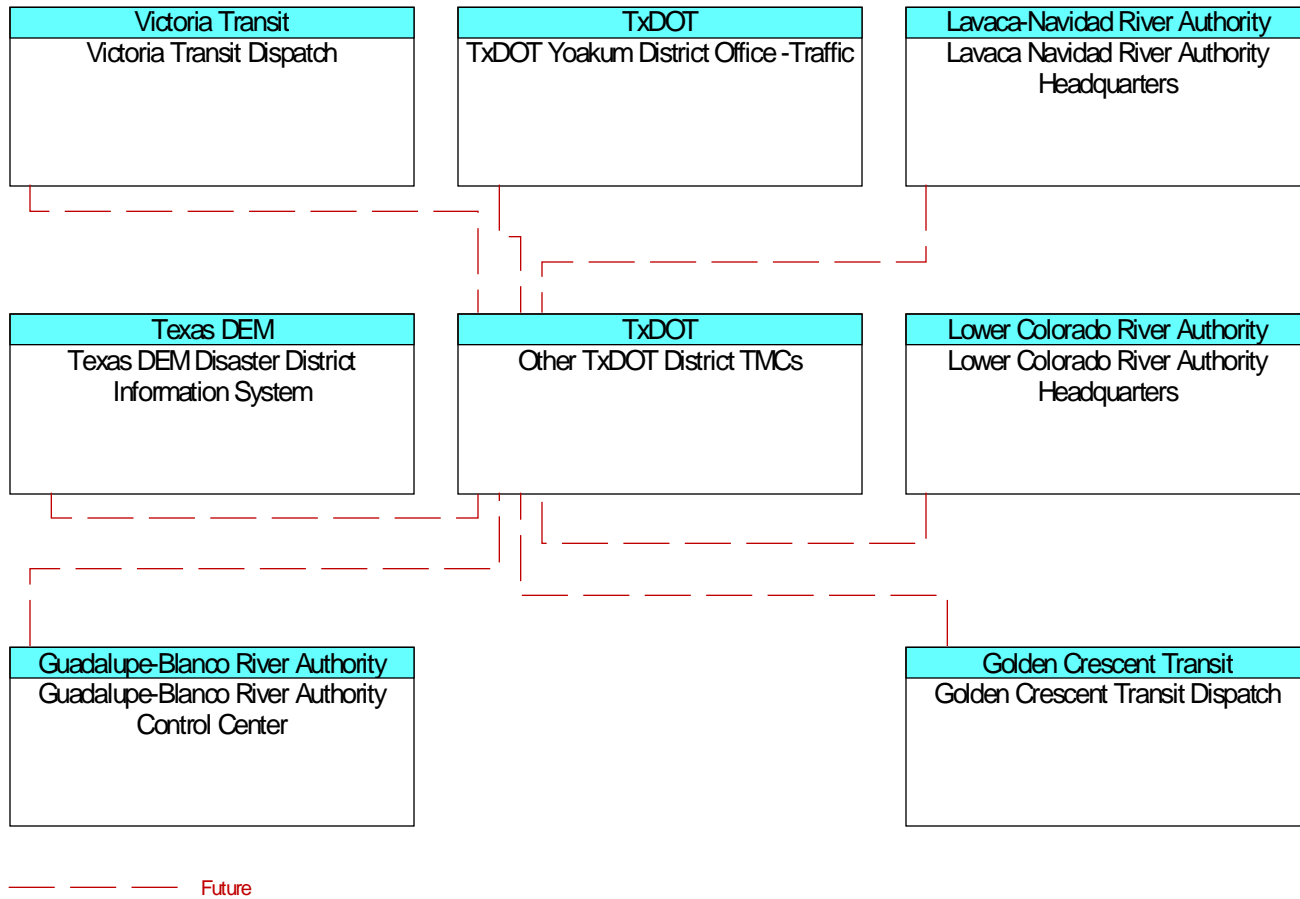 Victoria Transit
Victoria Transit Dispatch
TxDOT
TxDOT Yoakum District Office -Traffic
Lavaca-Navidad River Authority
Lavaca Navidad River Authority
Headquarters
Texas DEM
Texas DEM Disaster District
Information System
TxDOT
Other TxDOT District TMCs
Lower Colorado River Authority
Lower Colorado River Authority
Headquarters
Guadalupe-Blanco River Authority
Guadalupe-Blanco River Authority
Control Center
Golden Crescent Transit
Golden Crescent Transit Dispatch
Future